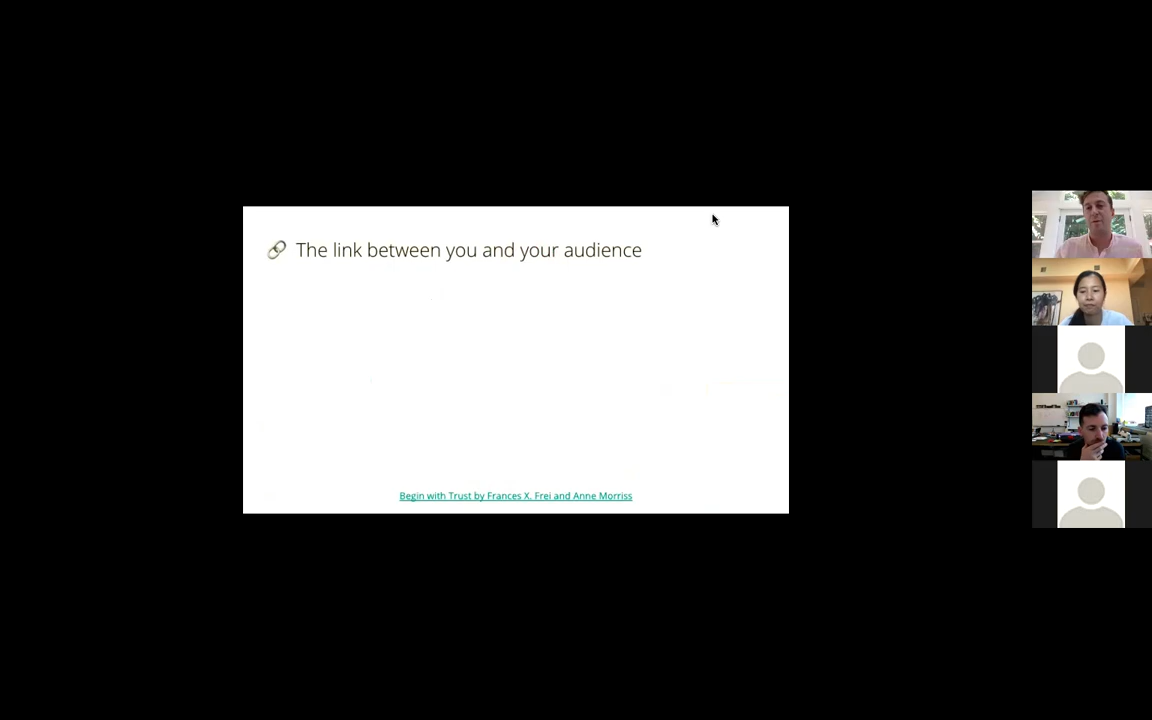 The link between you and your audience
Begin with Trust by Frances X. Frei and Anne Morriss